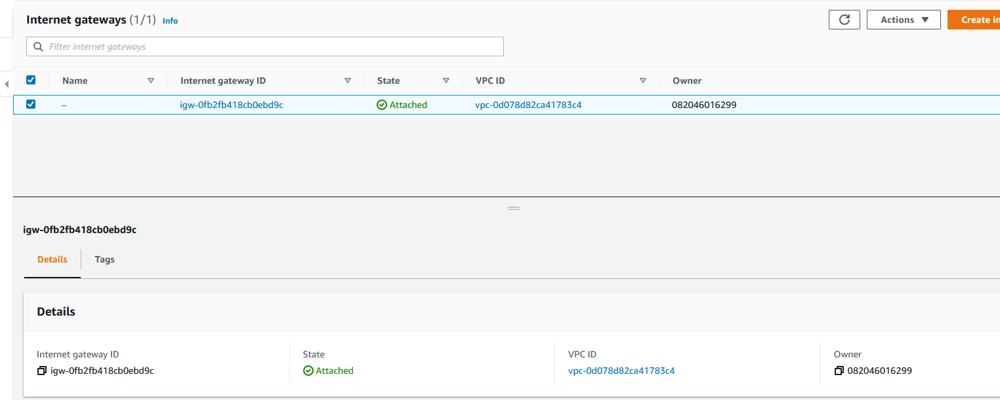 Internet gateways (1/1) Info
Actions
Create in
Filter internet gateways
Name Internet gateway ID State VPC ID Owner
– igw-0fb2fb418cb0ebd9c Attached vpc-0d078d82ca41783c4 082046016299
igw-0fb2fb418cb0ebd9c
Details Tags
Details
Internet gateway ID State VPC ID Owner
igw-0fb2fb418cb0ebd9c Attached vpc-0d078d82ca41783c4 082046016299